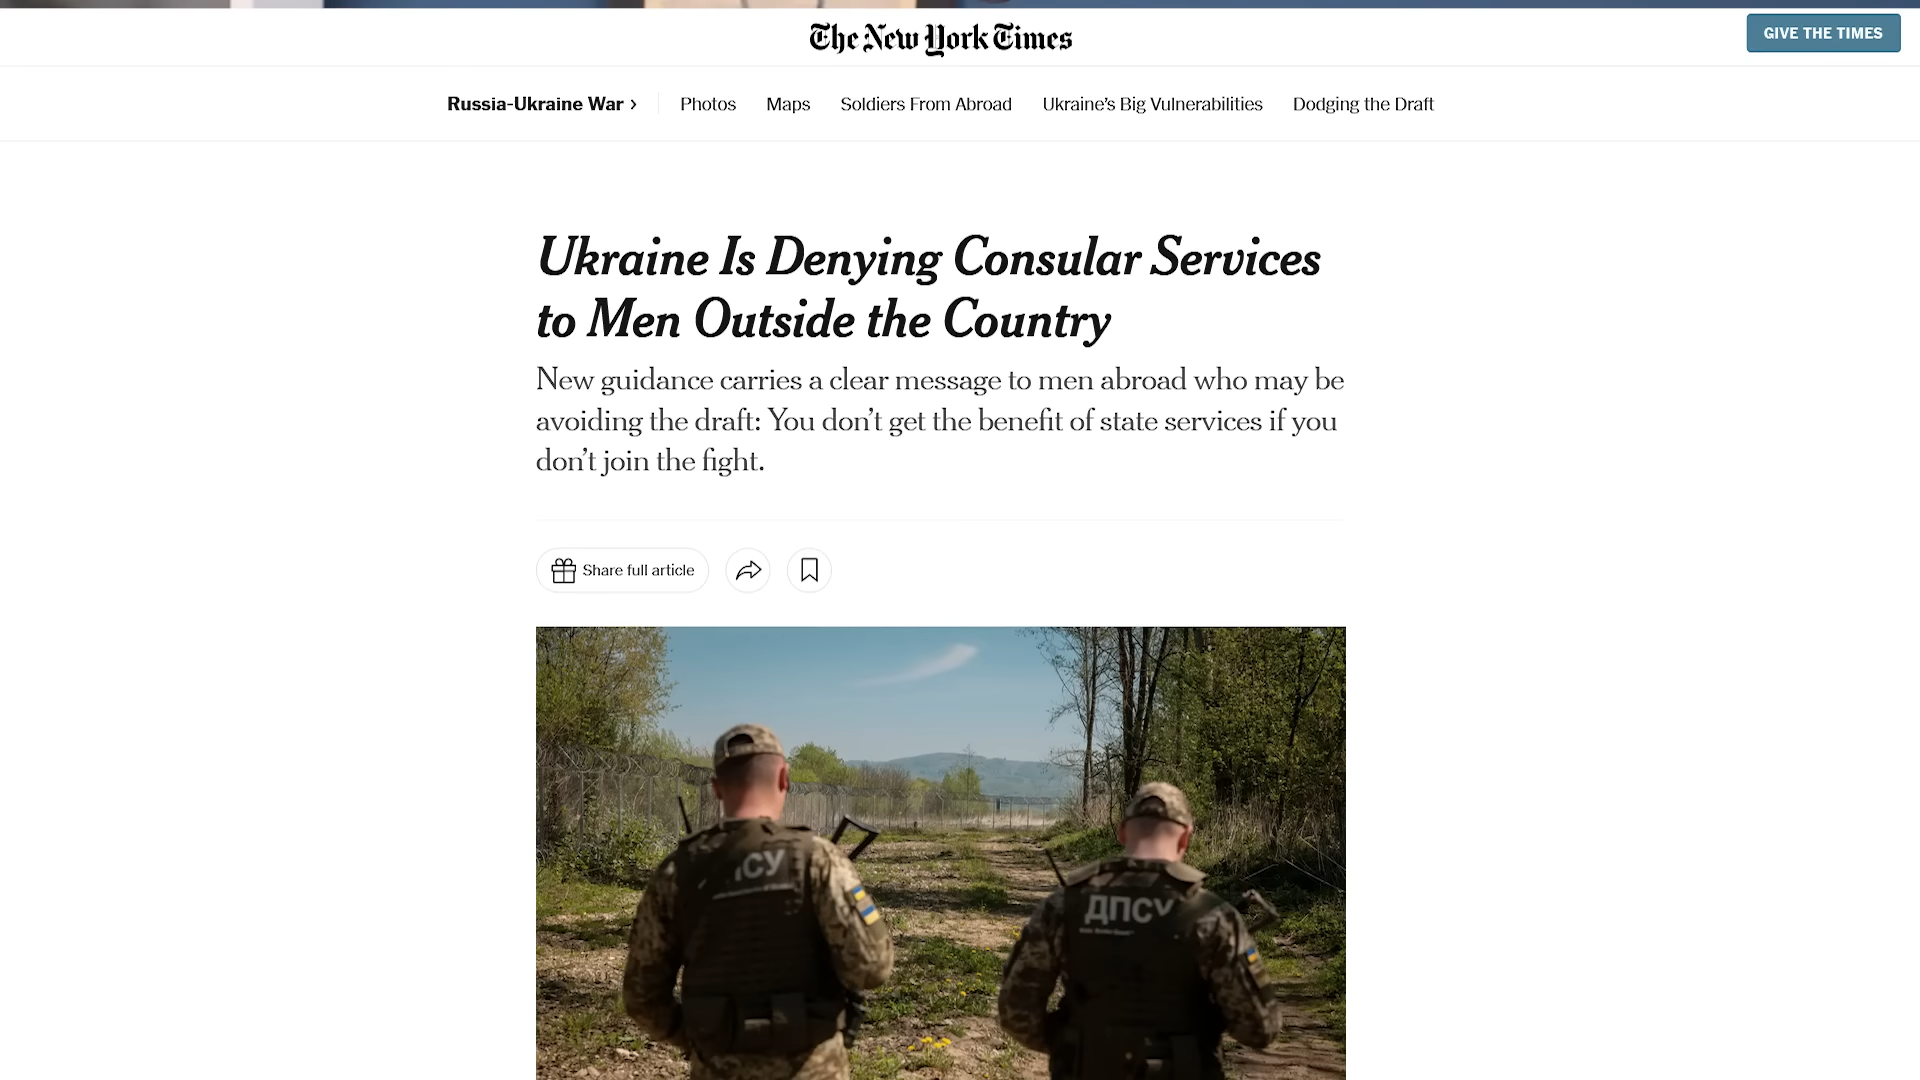 The New York Times
GIVE THE TIMES
Russia-Ukraine War
Photos
Maps
Soldiers From Abroad
Ukraine’s Big Vulnerabilities
Dodging the Draft
Ukraine Is Denying Consular Services
to Men Outside the Country
New guidance carries a clear message to men abroad who may be
avoiding the draft: You don’t get the benefit of state services if you
don’t join the fight.
Share full article
ПСУ
ДПСУ